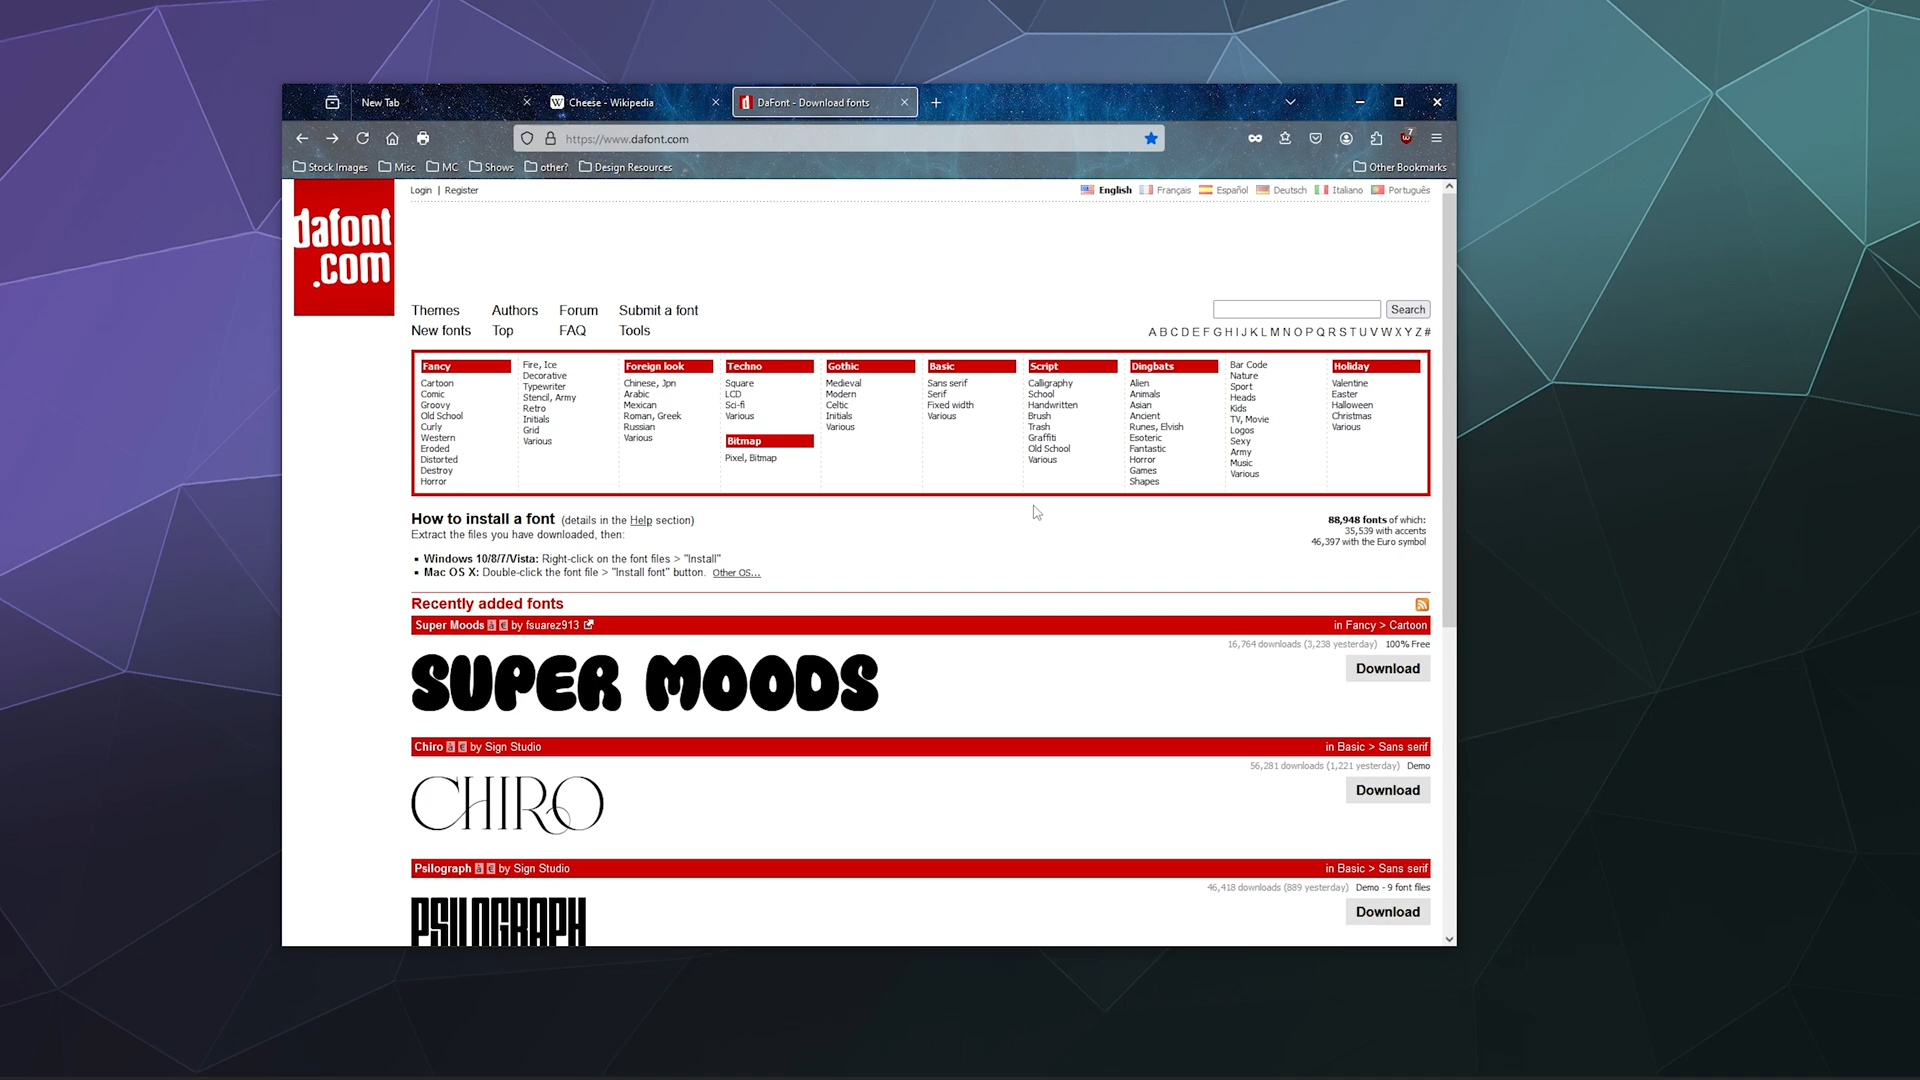 New Tab
Cheese - Wikipedia
DaFont - Download fonts
https://www.dafont.com
7
Stock Images
Misc
MC
Shows
other?
Design Resources
Other Bookmarks
dafont
.com
Login | Register
English Français Español Deutsch Italiano Português
Themes Authors Forum Submit a font
New fonts Top FAQ Tools
Search
A B C D E F G H I J K L M N O P Q R S T U V W X Y Z #
Fancy
Cartoon
Comic
Groovy
Old School
Curly
Western
Eroded
Distorted
Destroy
Horror
Fire, Ice
Decorative
Typewriter
Stencil, Army
Retro
Initials
Grid
Various
Foreign look
Chinese, Jpn
Arabic
Mexican
Roman, Greek
Russian
Various
Techno
Square
LCD
Sci-fi
Various
Bitmap
Pixel, Bitmap
Gothic
Medieval
Modern
Celtic
Initials
Various
Basic
Sans serif
Serif
Fixed width
Various
Script
Calligraphy
School
Handwritten
Brush
Trash
Graffiti
Old School
Various
Dingbats
Alien
Animals
Asian
Ancient
Runes, Elvish
Esoteric
Fantastic
Horror
Games
Shapes
Bar Code
Nature
Sport
Heads
Kids
TV, Movie
Logos
Sexy
Army
Music
Various
Holiday
Valentine
Easter
Halloween
Christmas
Various
How to install a font (details in the Help section)
Extract the files you have downloaded, then:
Windows 10/8/7/Vista: Right-click on the font files > "Install"
Mac OS X: Double-click the font file > "Install font" button. Other OS...
88,948 fonts of which:
35,539 with accents
46,397 with the Euro symbol
Recently added fonts
Super Moods à € by fsuarez913 in Fancy > Cartoon
16,764 downloads (3,238 yesterday) 100% Free
SUPER MOODS
Download
Chiro à € by Sign Studio in Basic > Sans serif
56,281 downloads (1,221 yesterday) Demo
CHIRO
Download
Psilograph à € by Sign Studio in Basic > Sans serif
46,418 downloads (889 yesterday) Demo - 9 font files
PSILOGRAPH
Download